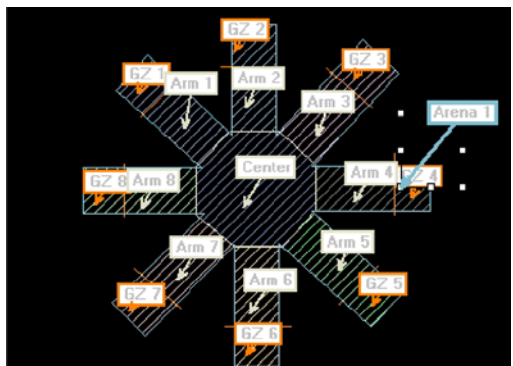 GZ 2
GZ 1
GZ 3
Arm 1
Arm 2
Arm 3
Arena 1
Center
GZ 8
Arm 8
Arm 4
GZ 4
Arm 7
Arm 5
Arm 6
GZ 7
GZ 5
GZ 6